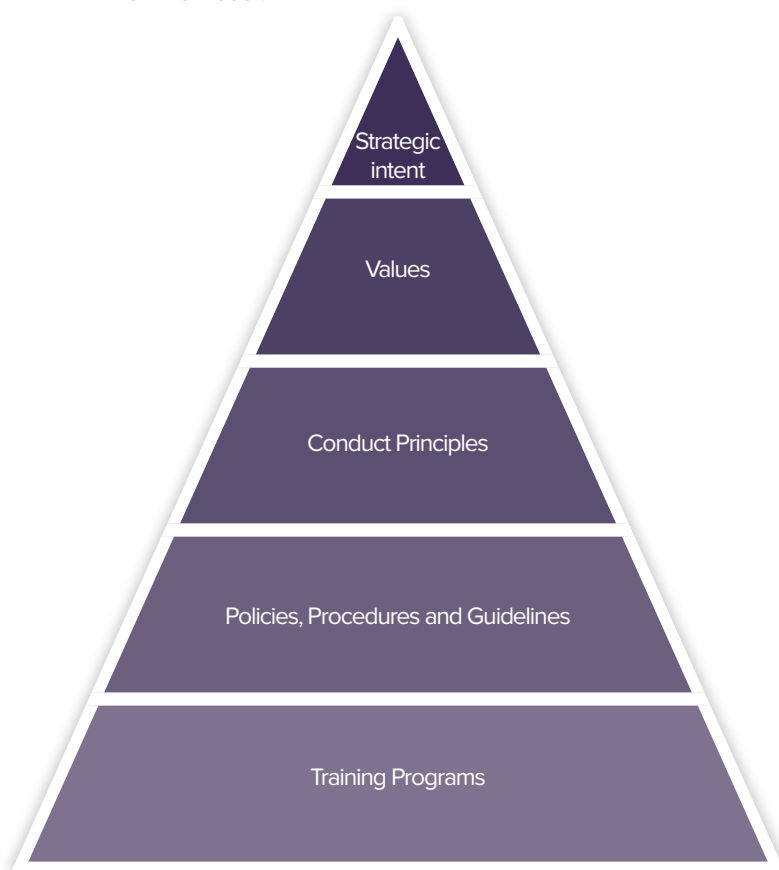 Strategic
intent
Values
Conduct Principles
Policies, Procedures and Guidelines
Training Programs